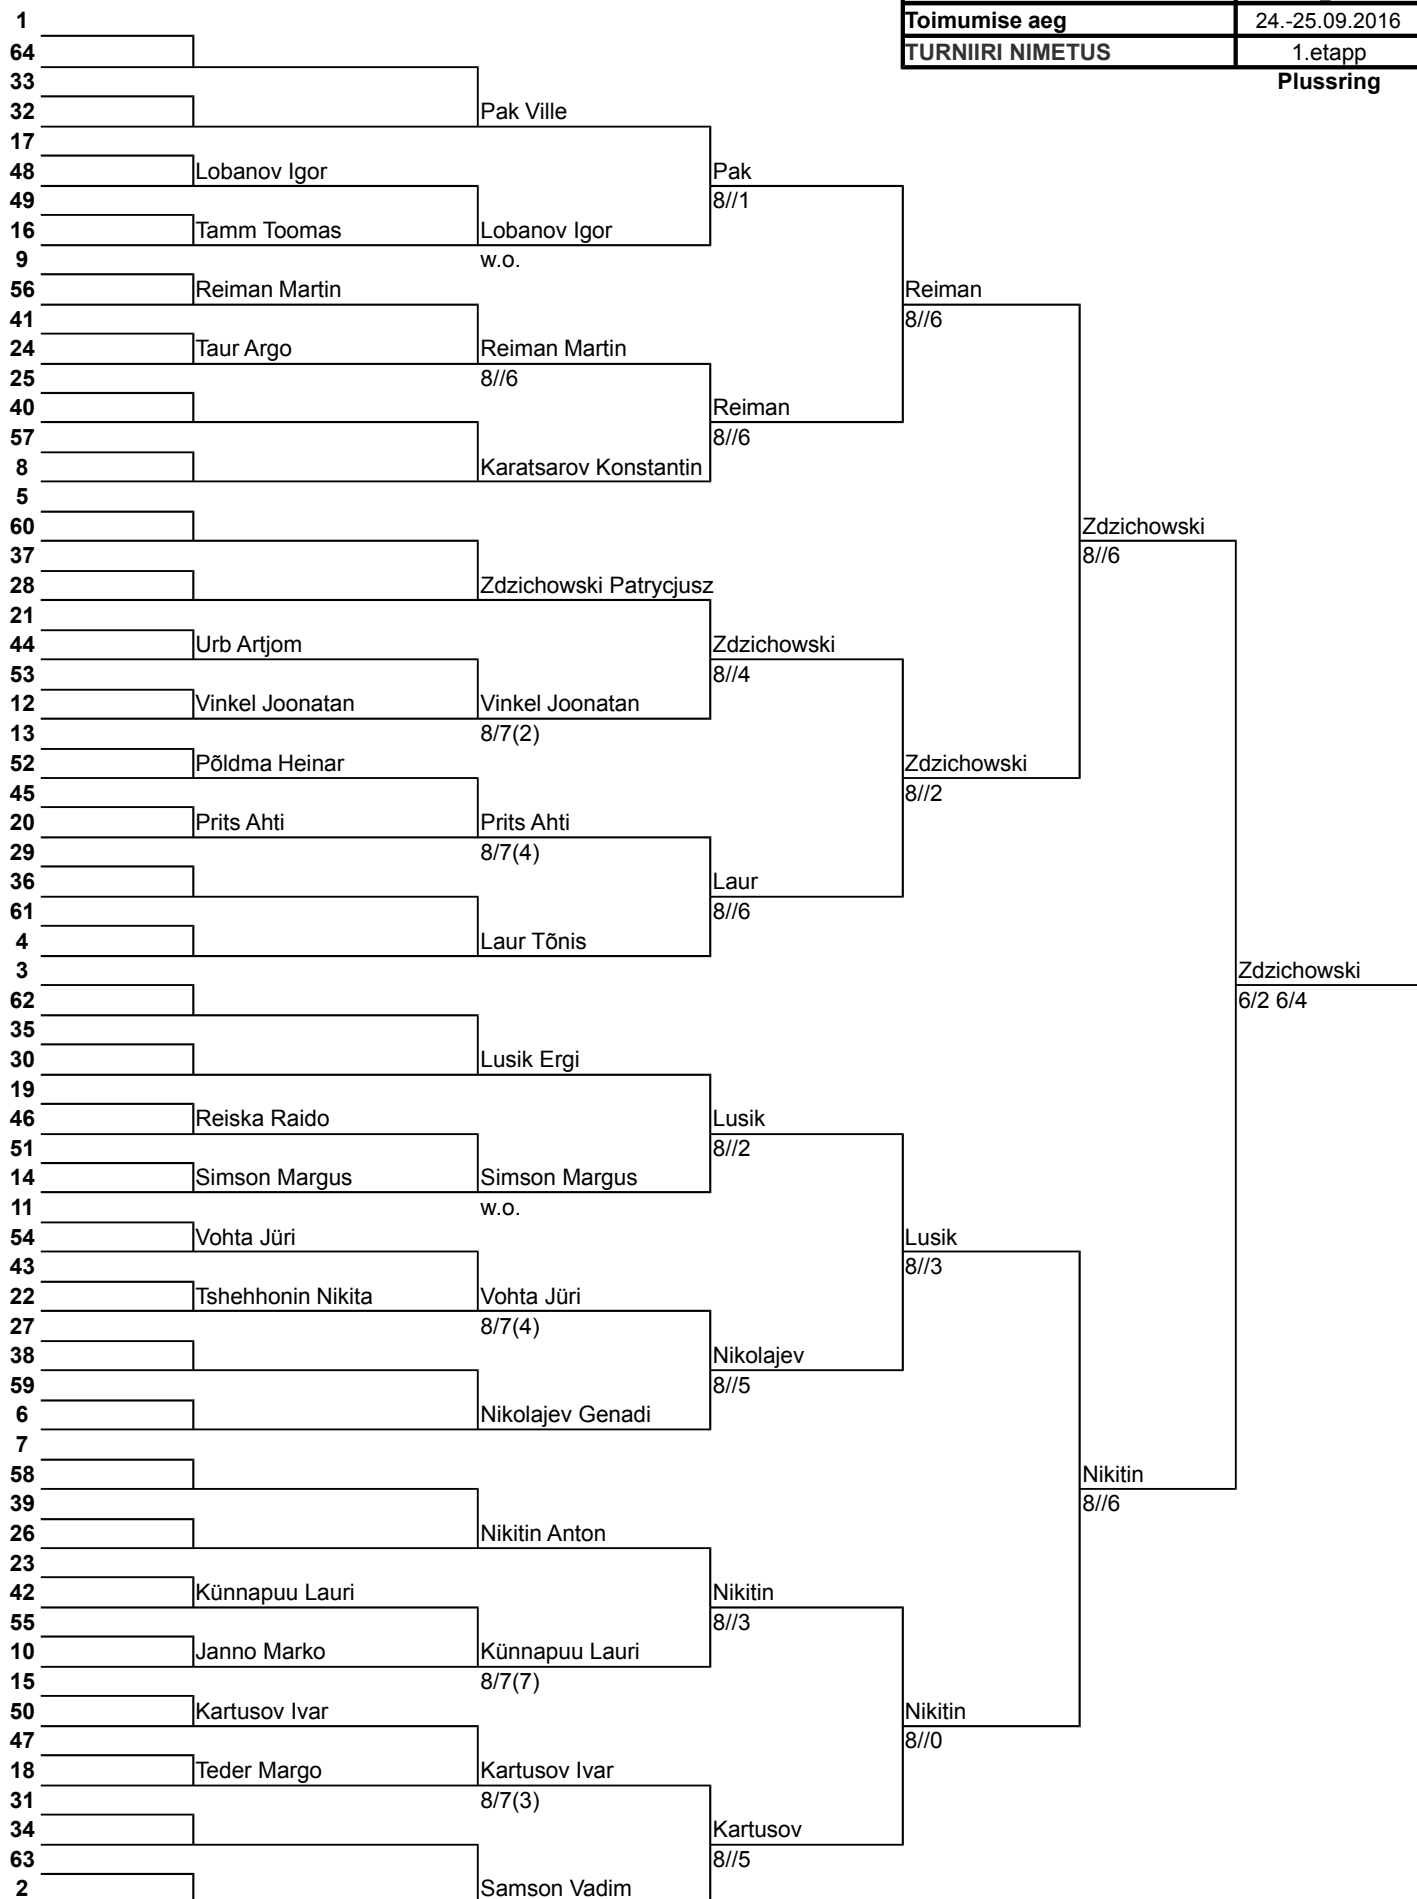 1
Toimumise aeg 24.-25.09.2016
64
TURNIIRI NIMETUS 1.etapp
33
Plussring
32 Pak Ville
17
48 Lobanov Igor Pak
49 8//1
16 Tamm Toomas Lobanov Igor
9 w.o.
56 Reiman Martin Reiman
41 8//6
24 Taur Argo Reiman Martin
25 8//6
40 Reiman
57 8//6
8 Karatsarov Konstantin
5
60 Zdzichowski
37 8//6
28 Zdzichowski Patrycjusz
21
44 Urb Artjom Zdzichowski
53 8//4
12 Vinkel Joonatan Vinkel Joonatan
13 8/7(2)
52 Põldma Heinar Zdzichowski
45 8//2
20 Prits Ahti Prits Ahti
29 8/7(4)
36 Laur
61 8//6
4 Laur Tõnis
3 Zdzichowski
62 6/2 6/4
35
30 Lusik Ergi
19
46 Reiska Raido Lusik
51 8//2
14 Simson Margus Simson Margus
11 w.o.
54 Vohta Jüri Lusik
43 8//3
22 Tshehhonin Nikita Vohta Jüri
27 8/7(4)
38 Nikolajev
59 8//5
6 Nikolajev Genadi
7
58 Nikitin
39 8//6
26 Nikitin Anton
23
42 Künnapuu Lauri Nikitin
55 8//3
10 Janno Marko Künnapuu Lauri
15 8/7(7)
50 Kartusov Ivar Nikitin
47 8//0
18 Teder Margo Kartusov Ivar
31 8/7(3)
34 Kartusov
63 8//5
2 Samson Vadim